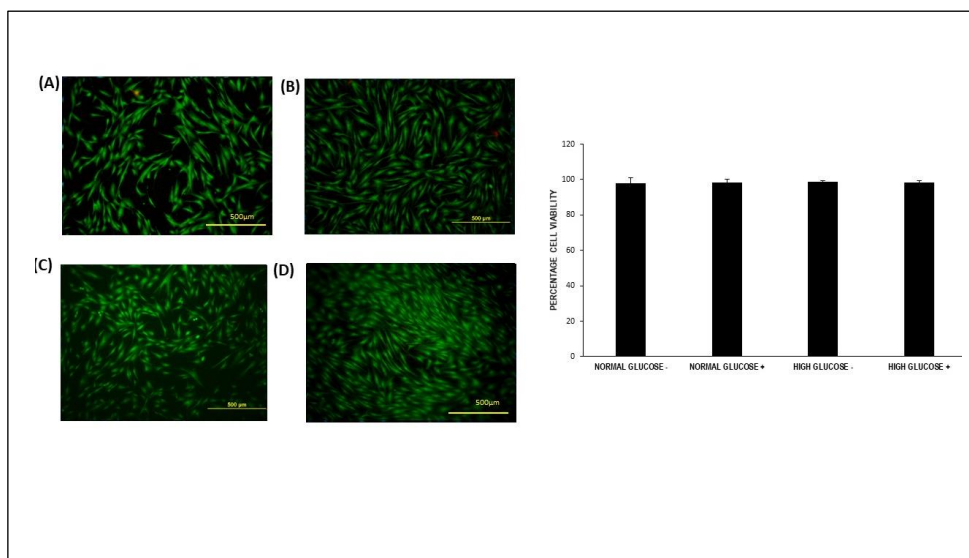 (A)
500µm
(B)
500 µm
(C)
500 µm
(D)
500µm
120
100
80
60
40
20
0
PERCENTAGE CELL VIABILITY
NORMAL GLUCOSE -
NORMAL GLUCOSE +
HIGH GLUCOSE -
HIGH GLUCOSE +